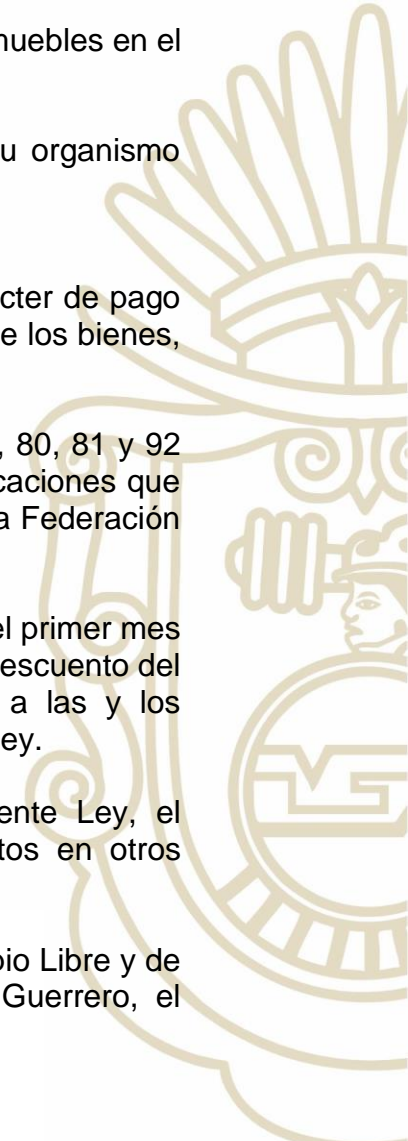 muebles en el
u organismo
cter de pago
e los bienes,
, 80, 81 y 92
caciones que
a Federación
el primer mes
escuento del
a las y los
ey.
ente Ley, el
tos en otros
pio Libre y de
Guerrero, el